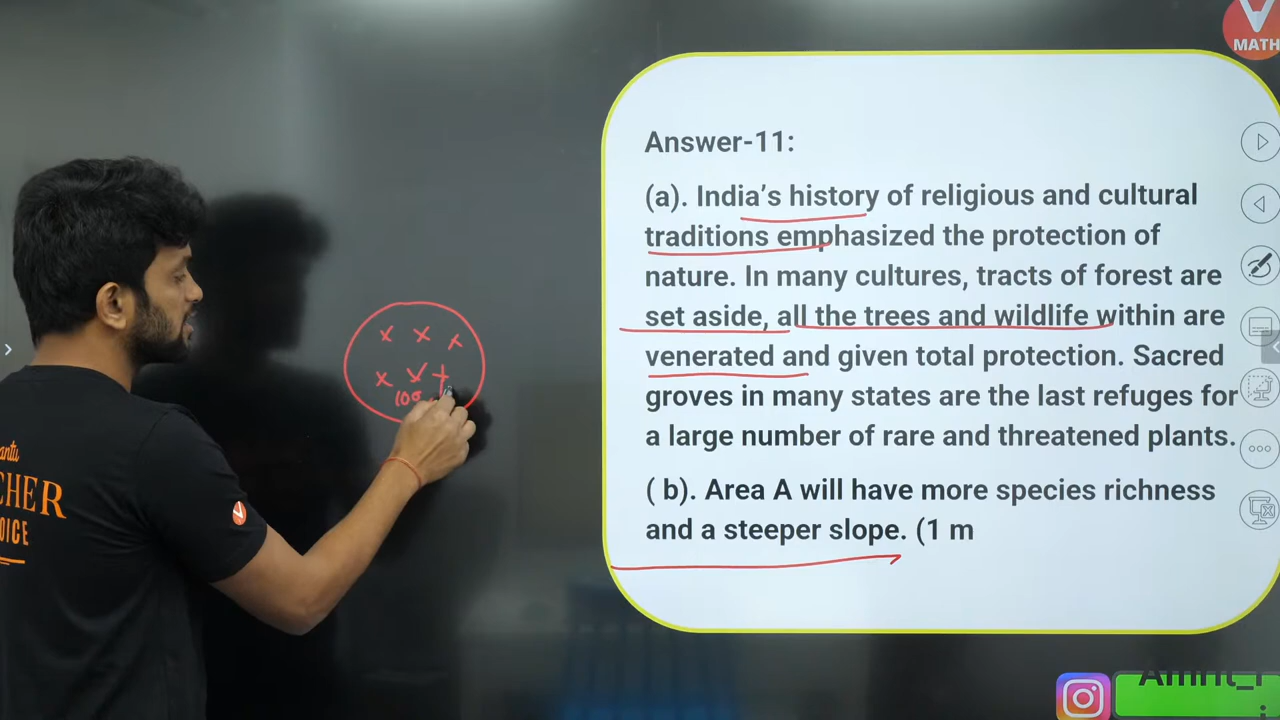 MATH
Answer-11:
(a). India's history of religious and cultural
traditions emphasized the protection of
nature. In many cultures, tracts of forest are
set aside, all the trees and wildlife within are
venerated and given total protection. Sacred
groves in many states are the last refuges for
a large number of rare and threatened plants.
( b). Area A will have more species richness
and a steeper slope. (1 m
x x x
x ✓ +
100
CHER
OICE